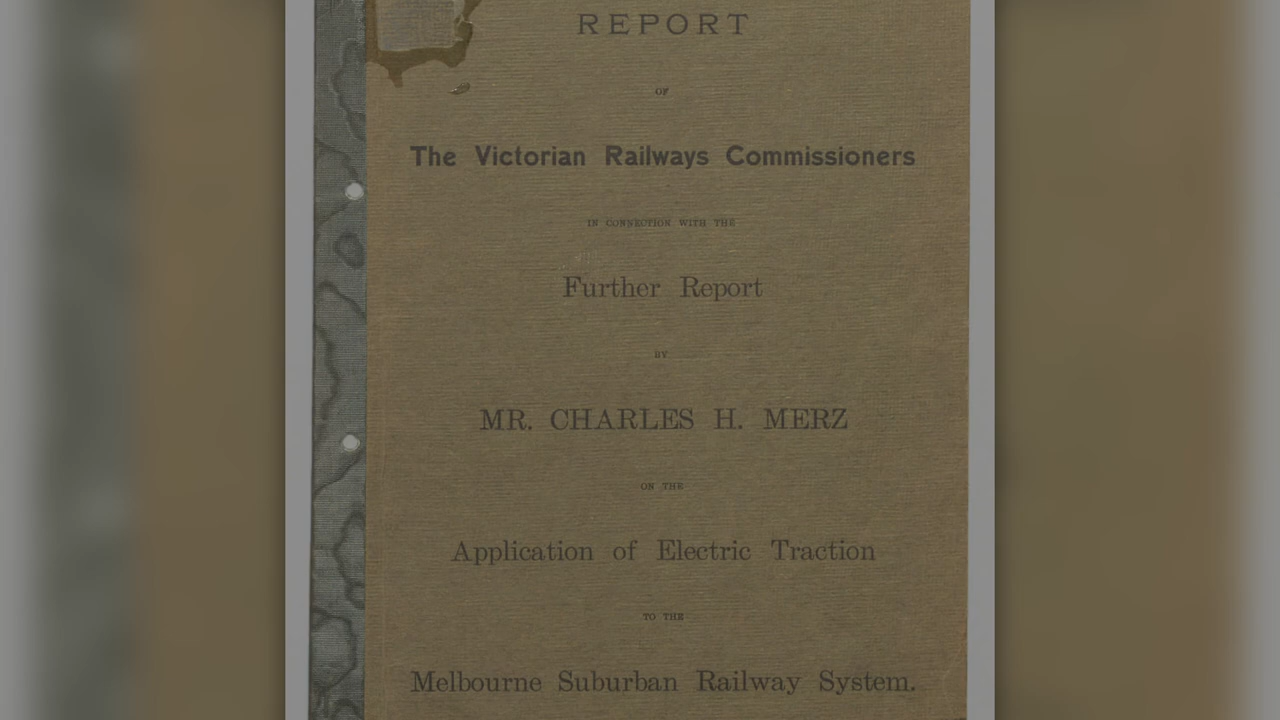 REPORT
OF
The Victorian Railways Commissioners
IN CONNECTION WITH THE
Further Report
BY
MR. CHARLES H. MERZ
ON THE
Application of Electric Traction
TO THE
Melbourne Suburban Railway System.